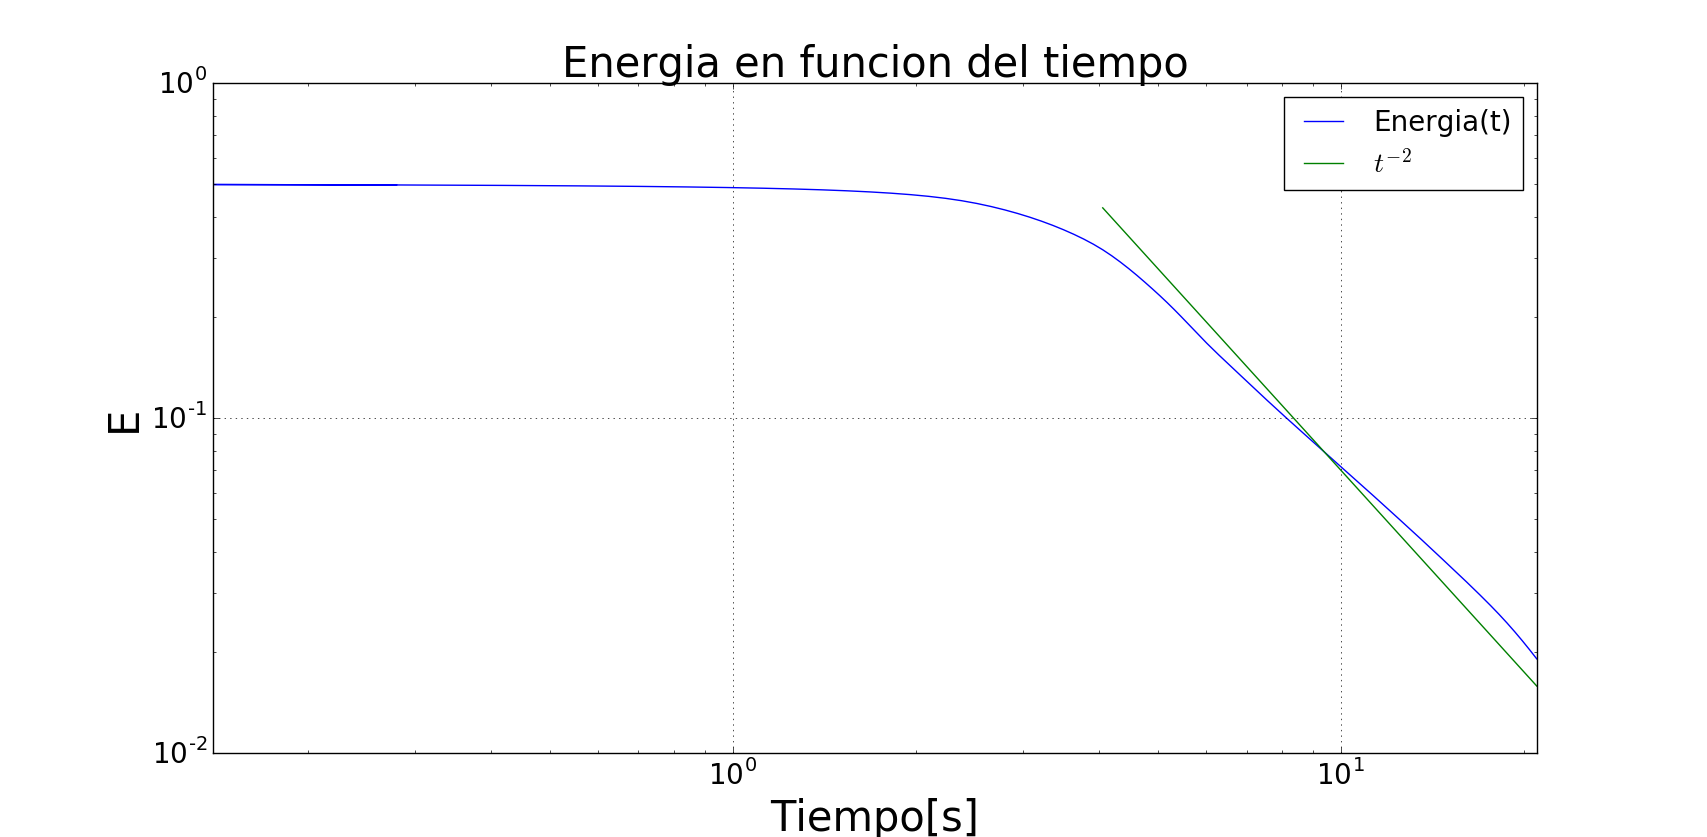 Energia en funcion del tiempo
10^0
Energia(t)
t^{-2}
E
10^-1
10^-2
10^0
10^1
Tiempo[s]